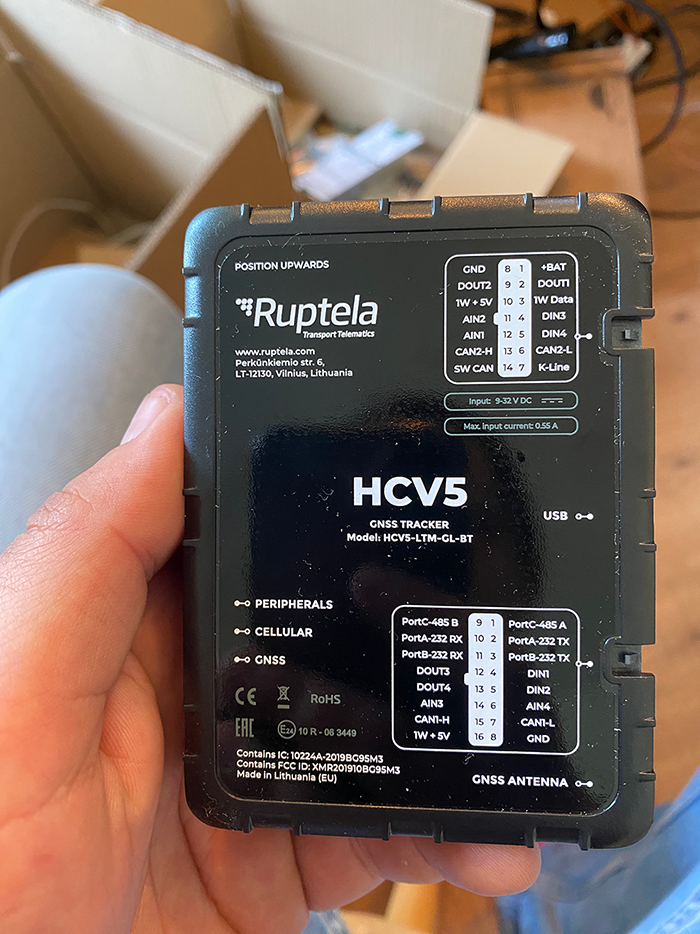 POSITION UPWARDS
Ruptela
Transport Telematics
www.ruptela.com
Perkūnkiemio str. 6,
LT-12130, Vilnius, Lithuania
GND 8 1 +BAT
DOUT2 9 2 DOUT1
1W + 5V 10 3 1W Data
AIN2 11 4 DIN3
AIN1 12 5 DIN4
CAN2-H 13 6 CAN2-L
SW CAN 14 7 K-Line
Input: 9-32 V DC
Max. input current: 0.55 A
HCV5
GNSS TRACKER
Model: HCV5-LTM-GL-BT
USB
PERIPHERALS
CELLULAR
GNSS
CE RoHS
EAC E24 10 R - 06 3449
Contains IC: 10224A-2019BG95M3
Contains FCC ID: XMR201910BG95M3
Made in Lithuania (EU)
PortC-485 B 9 1 PortC-485 A
PortA-232 RX 10 2 PortA-232 TX
PortB-232 RX 11 3 PortB-232 TX
DOUT3 12 4 DIN1
DOUT4 13 5 DIN2
AIN3 14 6 AIN4
CAN1-H 15 7 CAN1-L
1W + 5V 16 8 GND
GNSS ANTENNA